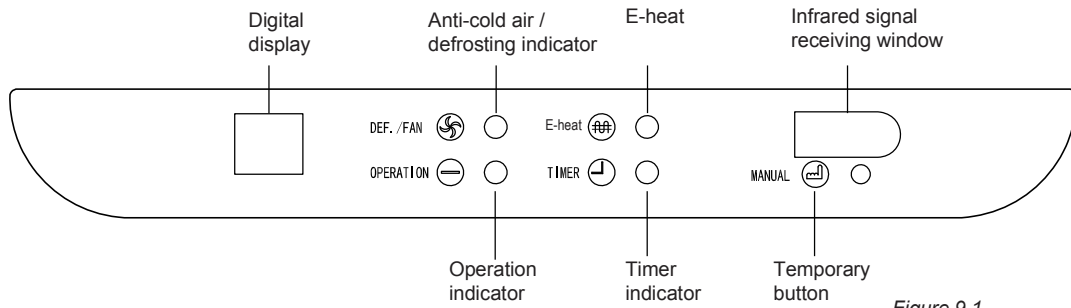 Digital
display
Anti-cold air /
defrosting indicator
E-heat
Infrared signal
receiving window
DEF./FAN
E-heat
OPERATION
TIMER
MANUAL
Operation
indicator
Timer
indicator
Temporary
button
Figure 9.1